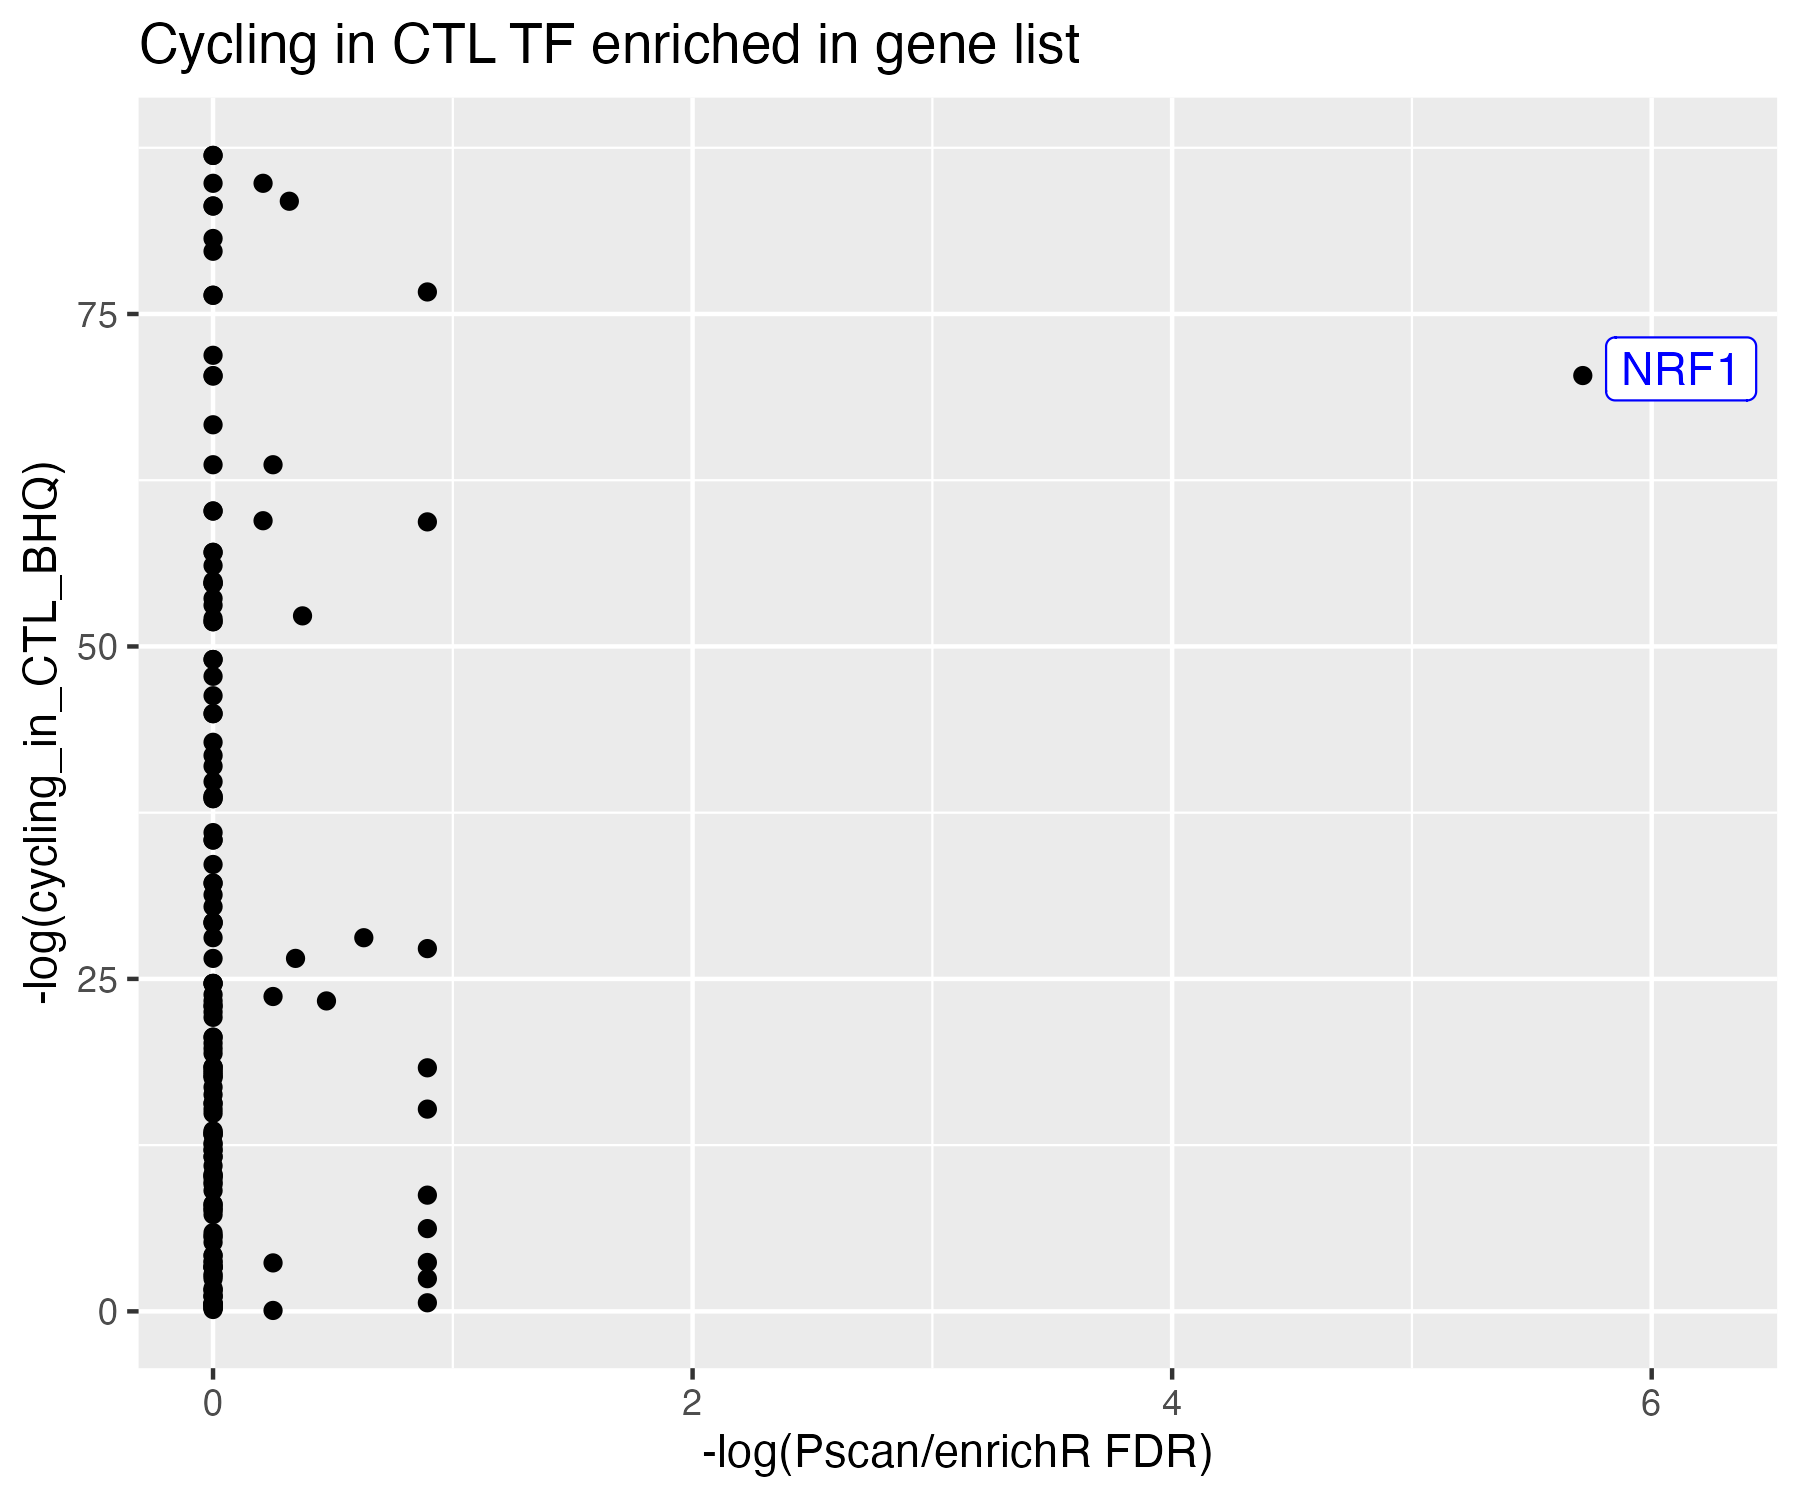 Cycling in CTL TF enriched in gene list
-log(cycling_in_CTL_BHQ)
75
50
25
0
NRF1
0 2 4 6
-log(Pscan/enrichR FDR)